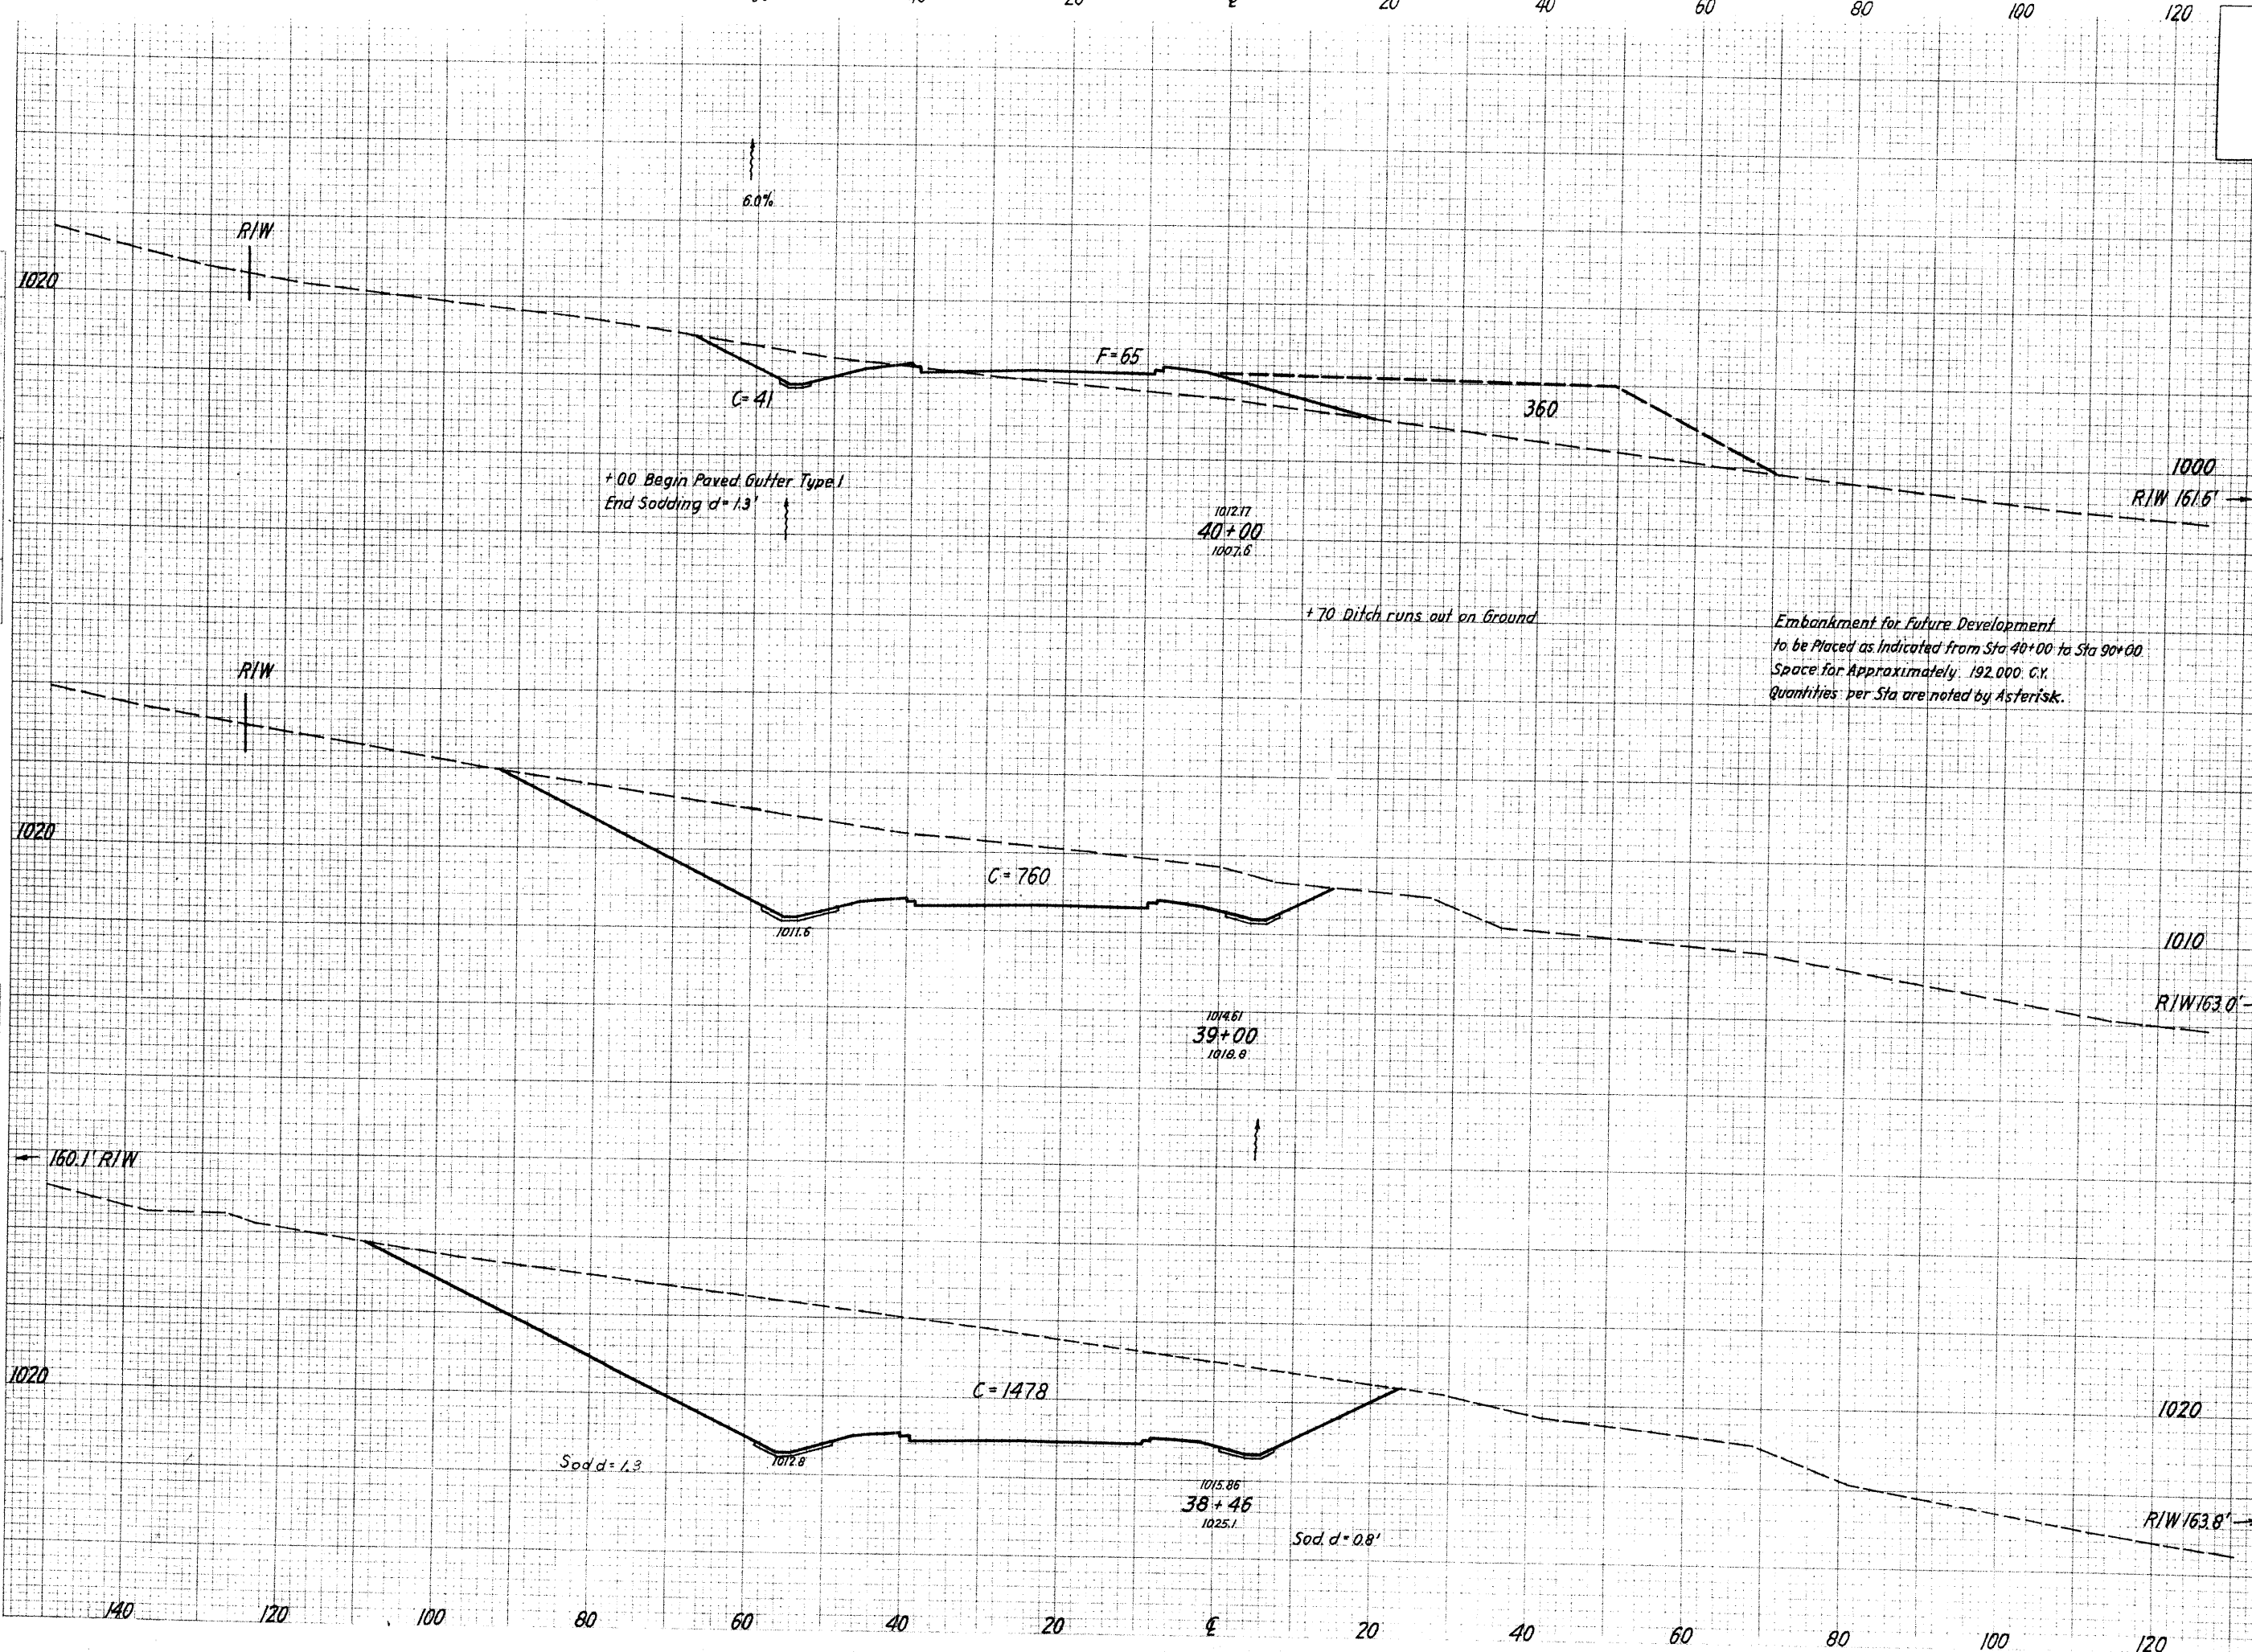 20 ℄ 20 40 60 80 100 120
6.0%
R/W
1020
F=65
C=41
360
1000
R/W 161.6'
+00 Begin Paved Gutter Type I
End Sodding d=1.3'
1012.17
40+00
1007.6
+70 Ditch runs out on Ground
Embankment for Future Development
to be Placed as Indicated from Sta 40+00 to Sta 90+00
Space for Approximately 192,000 C.Y.
Quantities per Sta are noted by Asterisk.
R/W
1020
C=760
1011.6
1010
R/W 163.0'
1014.61
39+00
1018.8
160.1' R/W
1020
C=1478
1020
Sod d=1.3
1012.8
1015.86
38+46
1025.1
Sod d=0.8'
R/W 163.8'
140 120 100 80 60 40 20 ℄ 20 40 60 80 100 120